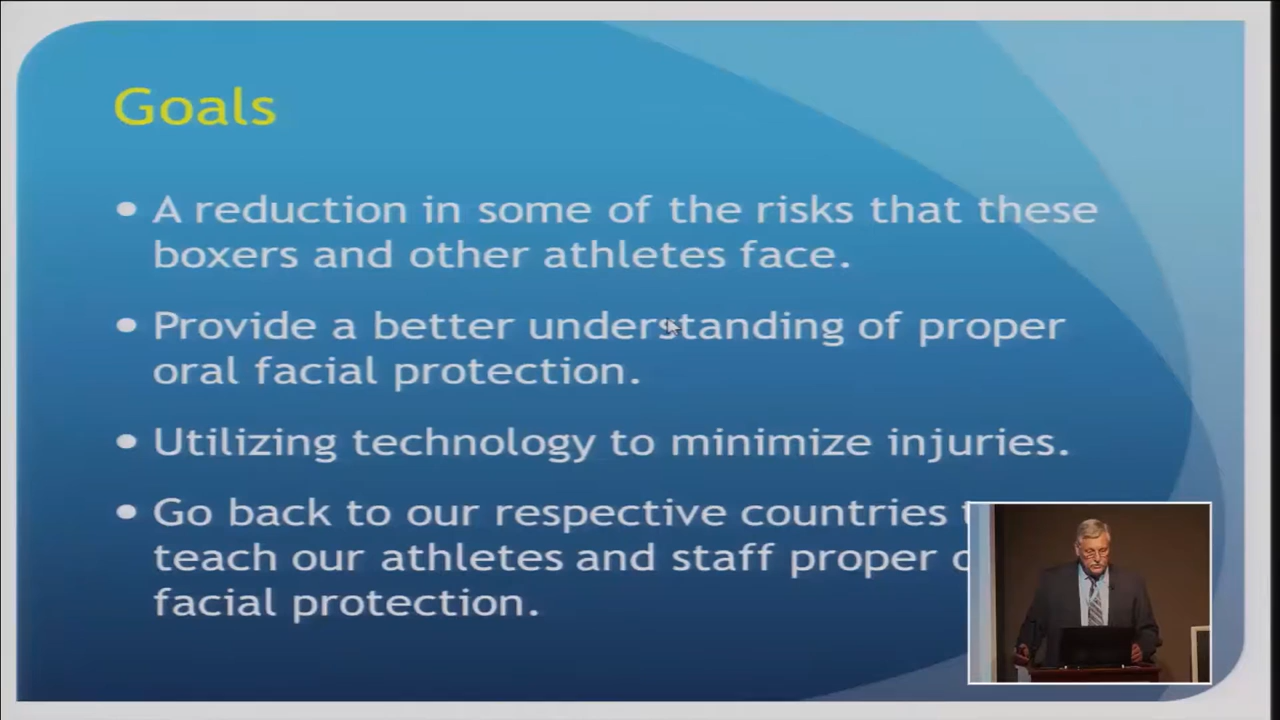 Goals
• A reduction in some of the risks that these
boxers and other athletes face.
• Provide a better understanding of proper
oral facial protection.
• Utilizing technology to minimize injuries.
• Go back to our respective countries
teach our athletes and staff proper
facial protection.